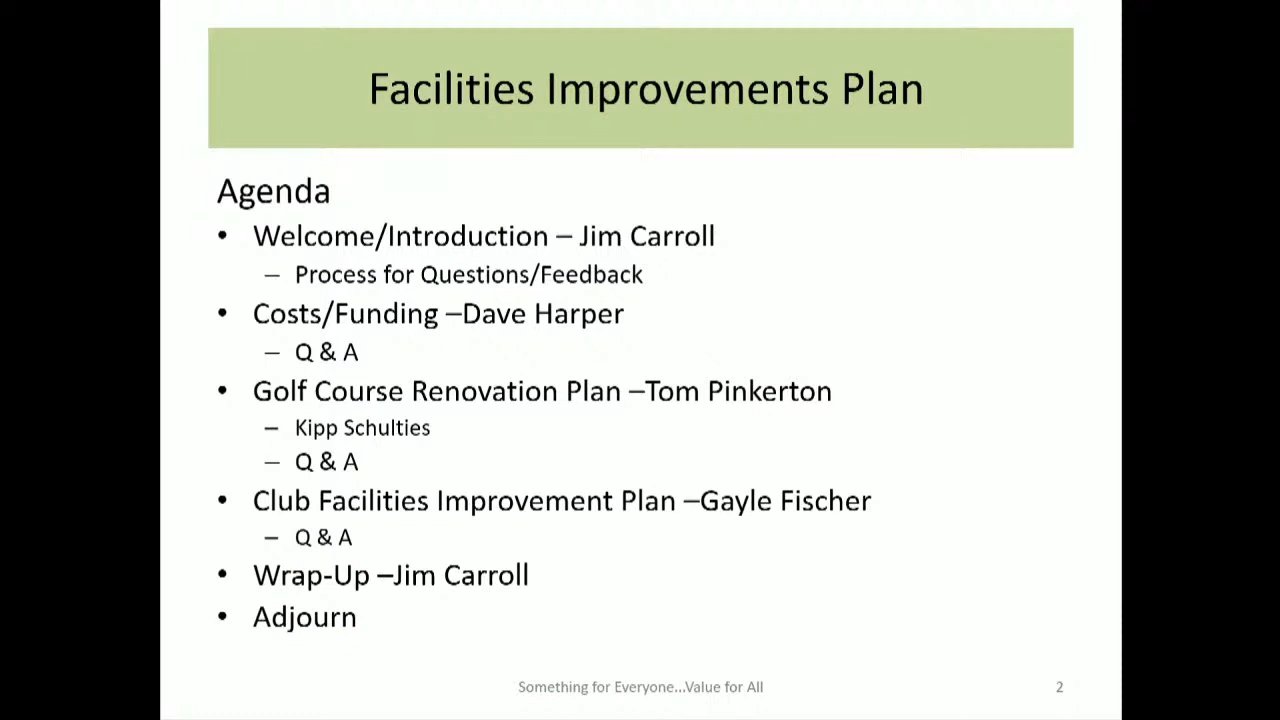 Facilities Improvements Plan
Agenda
• Welcome/Introduction – Jim Carroll
– Process for Questions/Feedback
• Costs/Funding –Dave Harper
– Q & A
• Golf Course Renovation Plan –Tom Pinkerton
– Kipp Schulties
– Q & A
• Club Facilities Improvement Plan –Gayle Fischer
– Q & A
• Wrap-Up –Jim Carroll
• Adjourn
Something for Everyone...Value for All
2